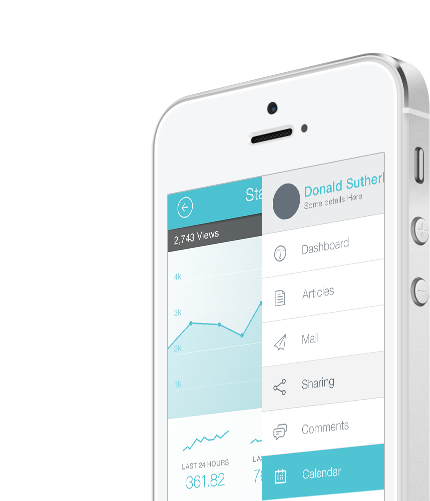 Sta
Donald Sutherl
Some details Here
2,743 Views
Dashboard
4k
Articles
3k
Mail
2k
Sharing
1k
Comments
LAST 24 HOURS
LA
361.82
Calendar